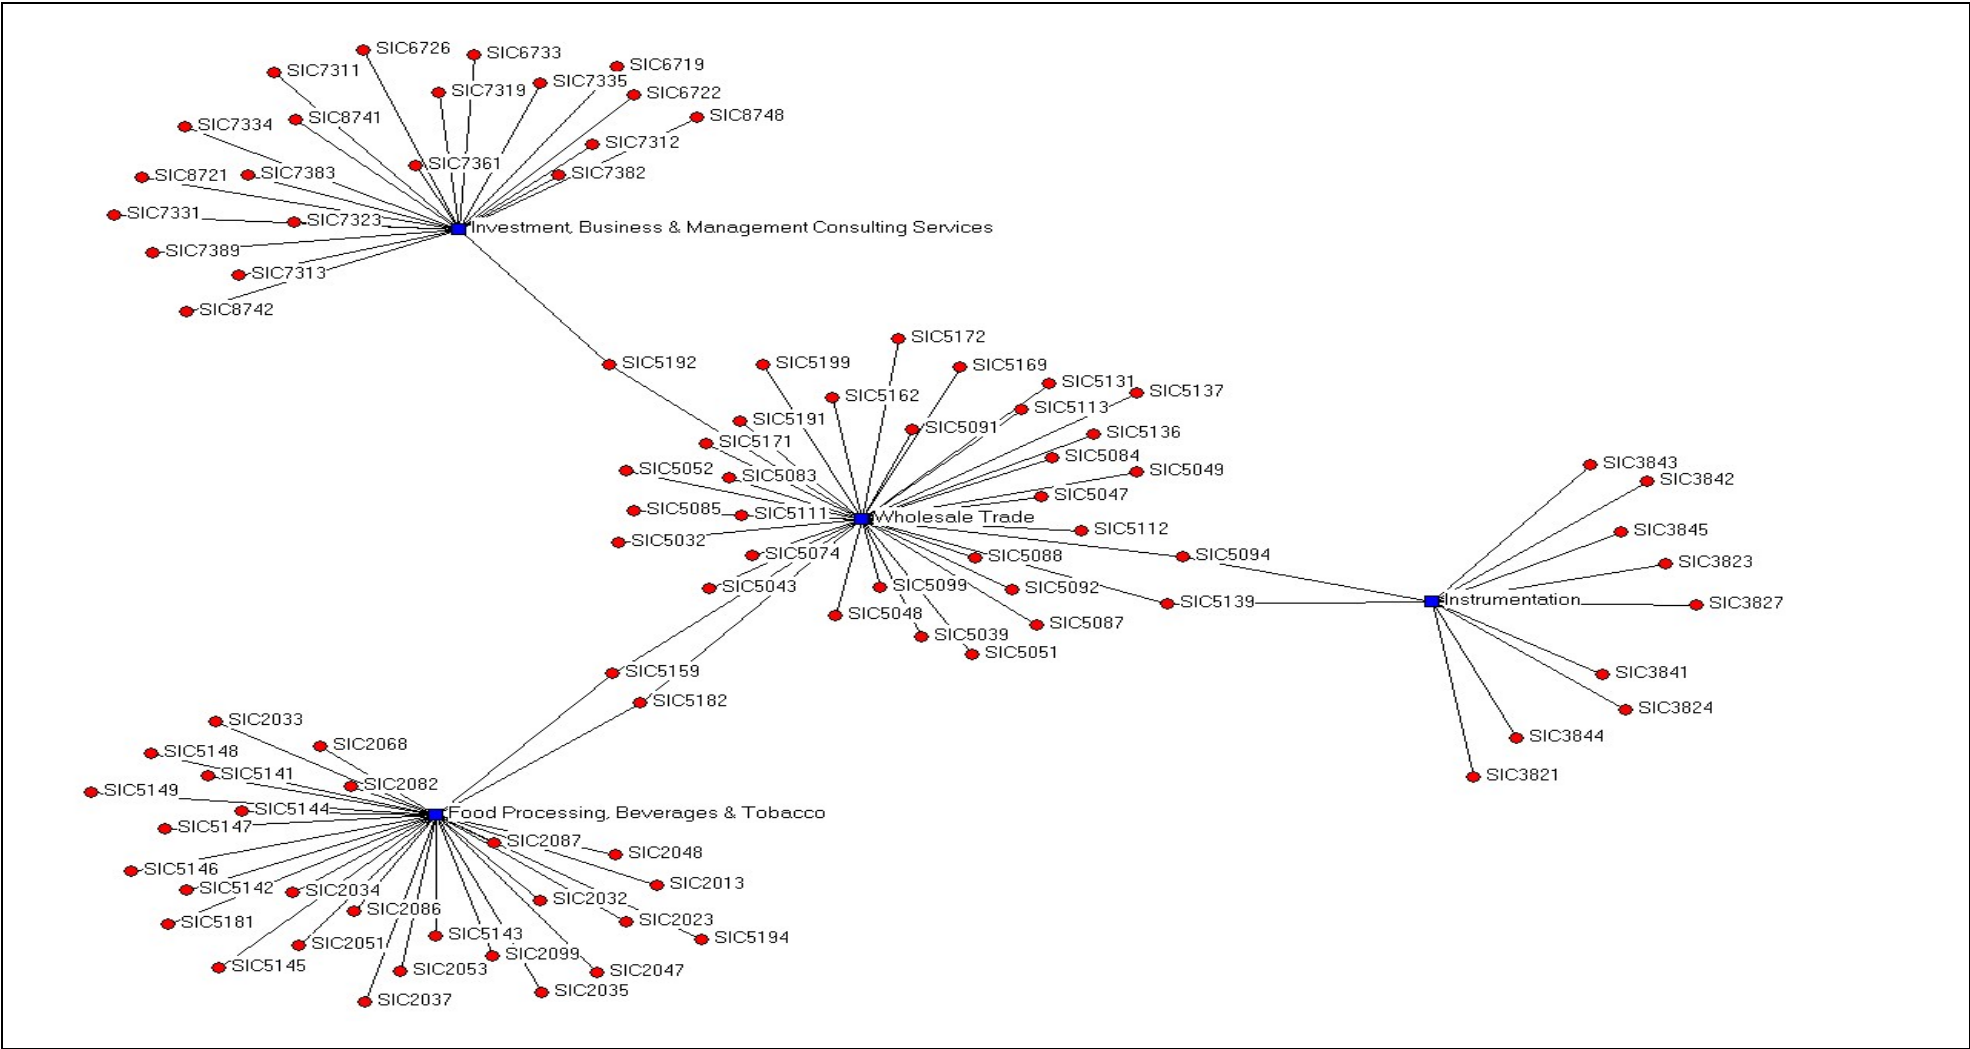 SIC6726
SIC6733
SIC6719
SIC7311
SIC7319
SIC7335
SIC6722
SIC8748
SIC7334
SIC8741
SIC7312
SIC7361
SIC7382
SIC8721
SIC7383
SIC7331
SIC7323
Investment, Business & Management Consulting Services
SIC7389
SIC7313
SIC8742
SIC5192
SIC5199
SIC5172
SIC5169
SIC5162
SIC5131
SIC5137
SIC5113
SIC5191
SIC5091
SIC5136
SIC5171
SIC5084
SIC5052
SIC5083
SIC5049
SIC5047
SIC5085
SIC5111
Wholesale Trade
SIC5112
SIC5032
SIC5074
SIC5088
SIC5094
SIC5043
SIC5099
SIC5092
SIC5139
SIC5048
SIC5087
SIC5039
SIC5051
SIC3843
SIC3842
SIC3845
SIC3823
Instrumentation
SIC3827
SIC3841
SIC3824
SIC3844
SIC3821
SIC5159
SIC5182
SIC2033
SIC2068
SIC5148
SIC5141
SIC2082
SIC5149
SIC5144
Food Processing, Beverages & Tobacco
SIC5147
SIC2087
SIC2048
SIC5146
SIC5142
SIC2034
SIC2013
SIC2032
SIC5181
SIC2086
SIC2023
SIC5194
SIC2051
SIC5143
SIC2099
SIC5145
SIC2053
SIC2047
SIC2037
SIC2035